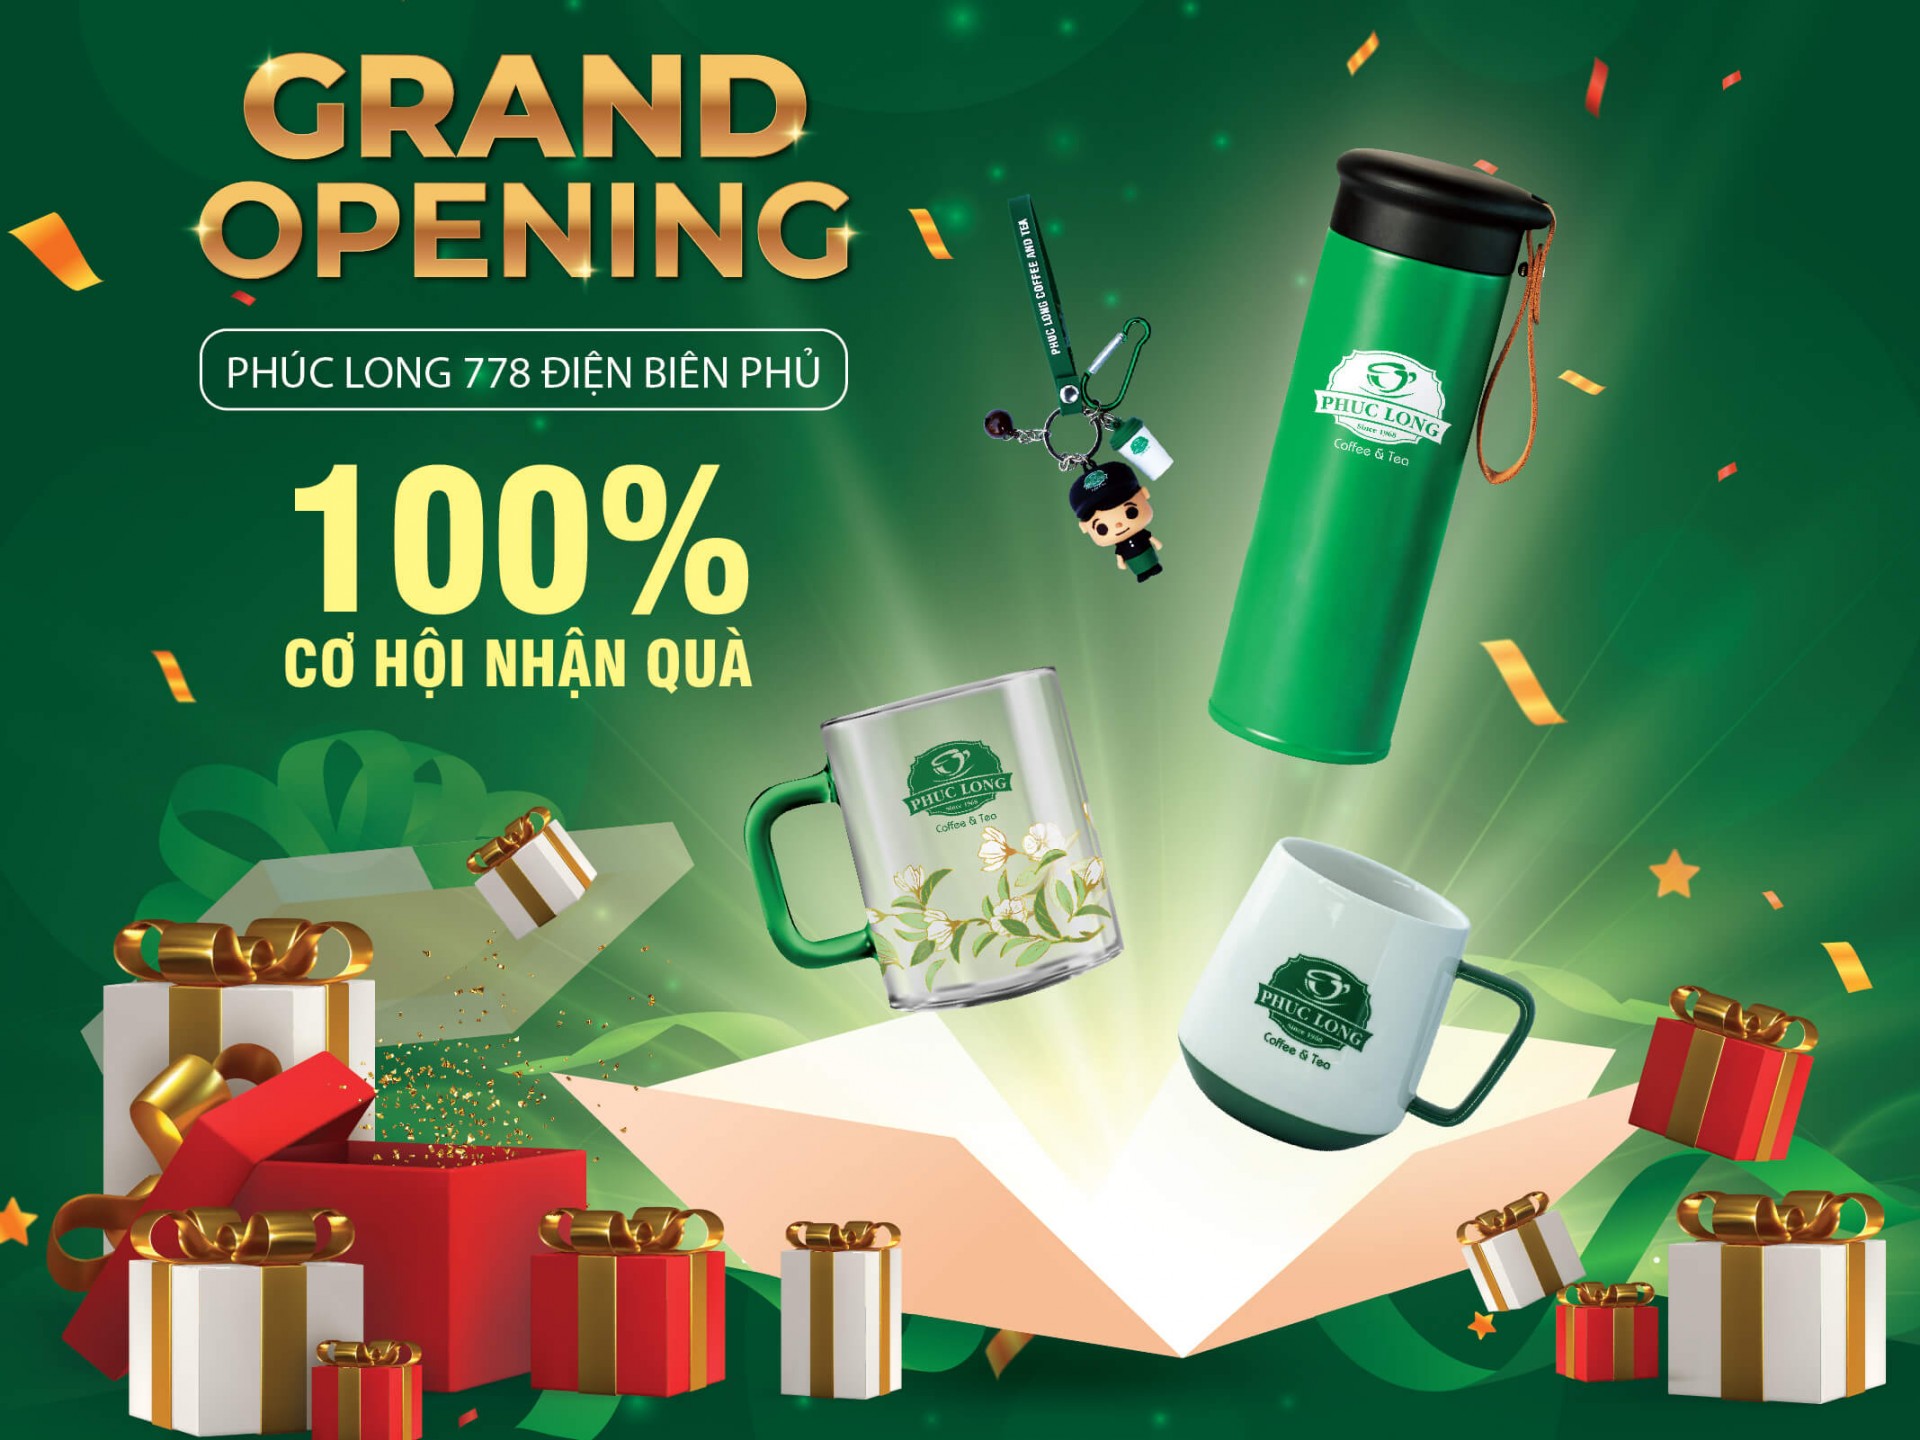 GRAND
OPENING
PHÚC LONG 778 ĐIỆN BIÊN PHỦ
100%
CƠ HỘI NHẬN QUÀ
PHUC LONG COFFEE AND TEA
PHUC LONG
Since 1968
Coffee & Tea
PHUC LONG
Since 1968
Coffee & Tea
PHUC LONG
Since 1968
Coffee & Tea